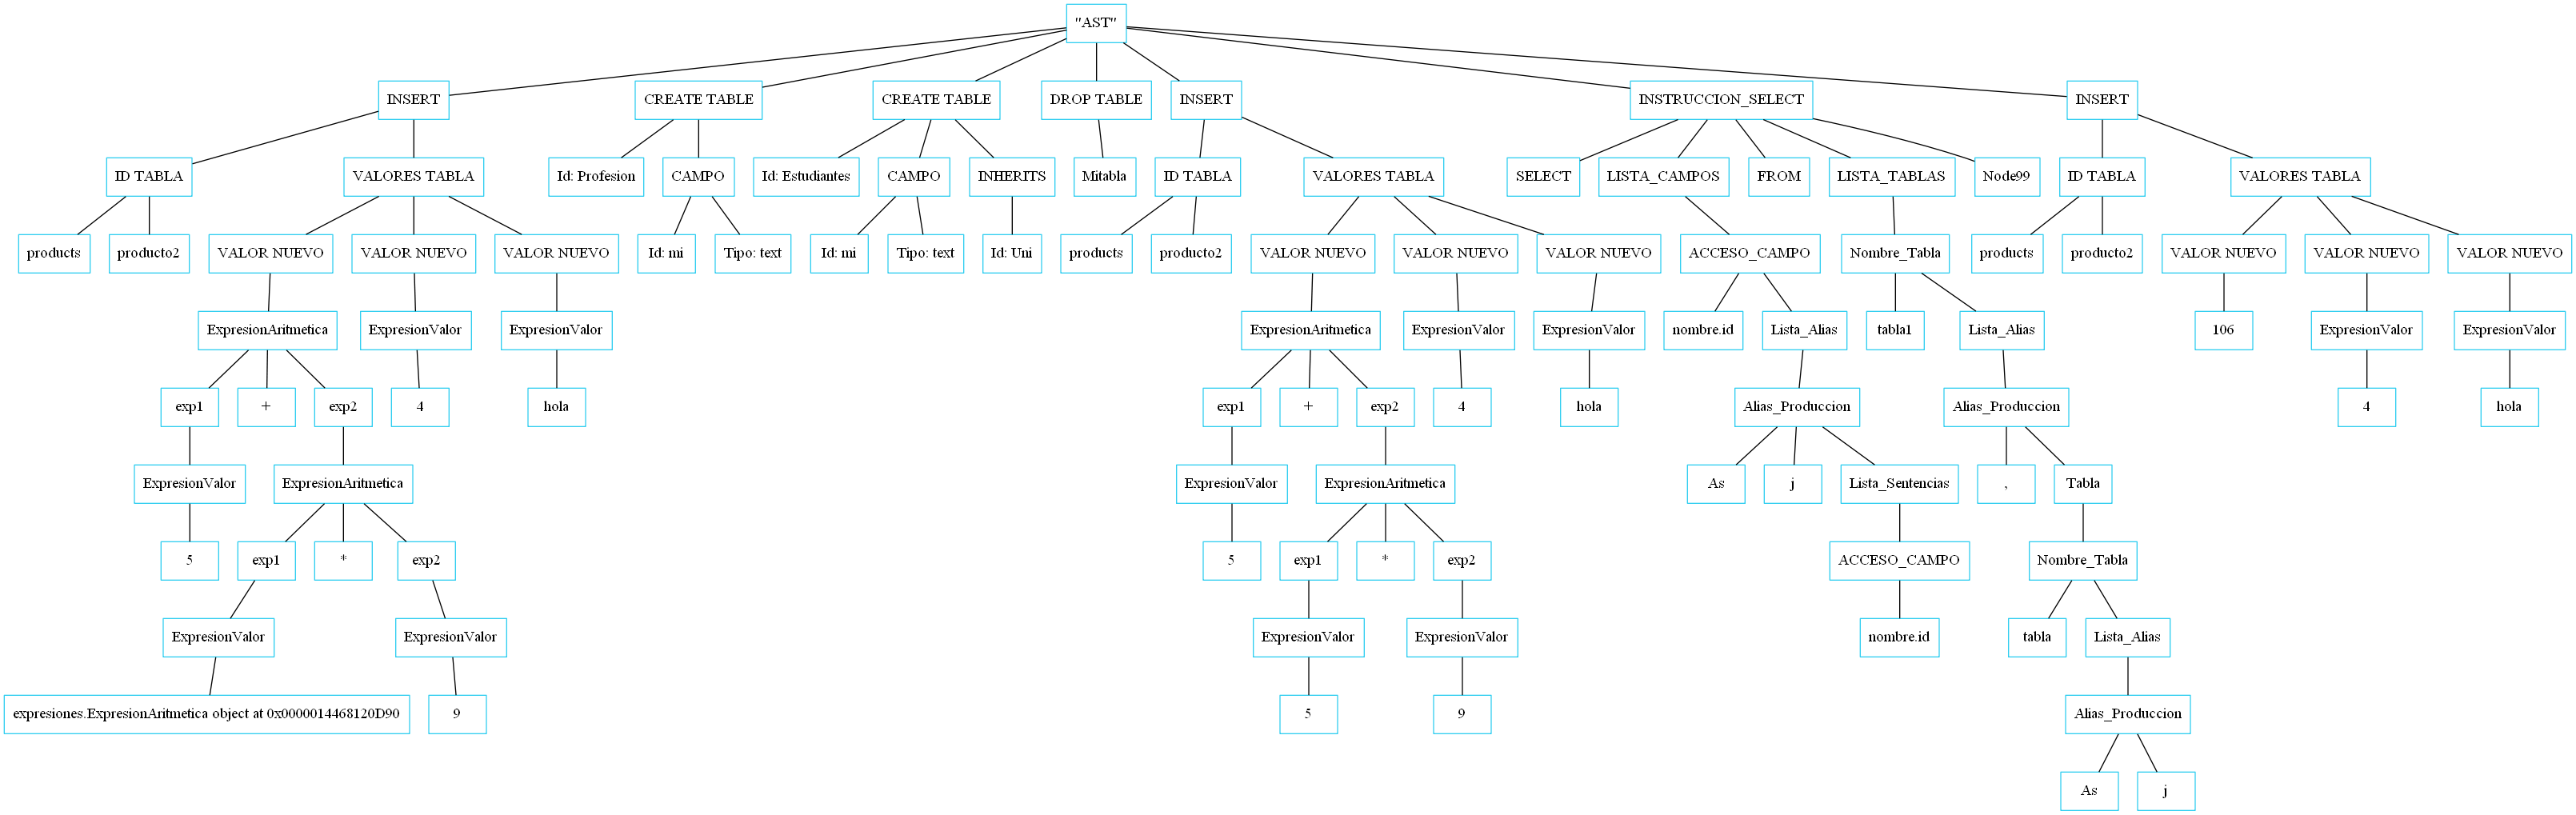 "AST"
INSERT
CREATE TABLE
CREATE TABLE
DROP TABLE
INSERT
INSTRUCCION_SELECT
INSERT
ID TABLA
VALORES TABLA
Id: Profesion
CAMPO
Id: Estudiantes
CAMPO
INHERITS
Mitabla
ID TABLA
VALORES TABLA
SELECT
LISTA_CAMPOS
FROM
LISTA_TABLAS
Node99
ID TABLA
VALORES TABLA
products
producto2
VALOR NUEVO
VALOR NUEVO
VALOR NUEVO
Id: mi
Tipo: text
Id: mi
Tipo: text
Id: Uni
products
producto2
VALOR NUEVO
VALOR NUEVO
VALOR NUEVO
ACCESO_CAMPO
Nombre_Tabla
products
producto2
VALOR NUEVO
VALOR NUEVO
VALOR NUEVO
ExpresionAritmetica
ExpresionValor
ExpresionValor
ExpresionAritmetica
ExpresionValor
ExpresionValor
nombre.id
Lista_Alias
tabla1
Lista_Alias
106
ExpresionValor
ExpresionValor
exp1
+
exp2
4
hola
exp1
+
exp2
4
hola
Alias_Produccion
Alias_Produccion
4
hola
ExpresionValor
ExpresionAritmetica
ExpresionValor
ExpresionAritmetica
As
j
Lista_Sentencias
,
Tabla
5
exp1
*
exp2
5
exp1
*
exp2
ACCESO_CAMPO
Nombre_Tabla
ExpresionValor
ExpresionValor
ExpresionValor
ExpresionValor
nombre.id
tabla
Lista_Alias
expresiones.ExpresionAritmetica object at 0x0000014468120D90
9
5
9
Alias_Produccion
As
j